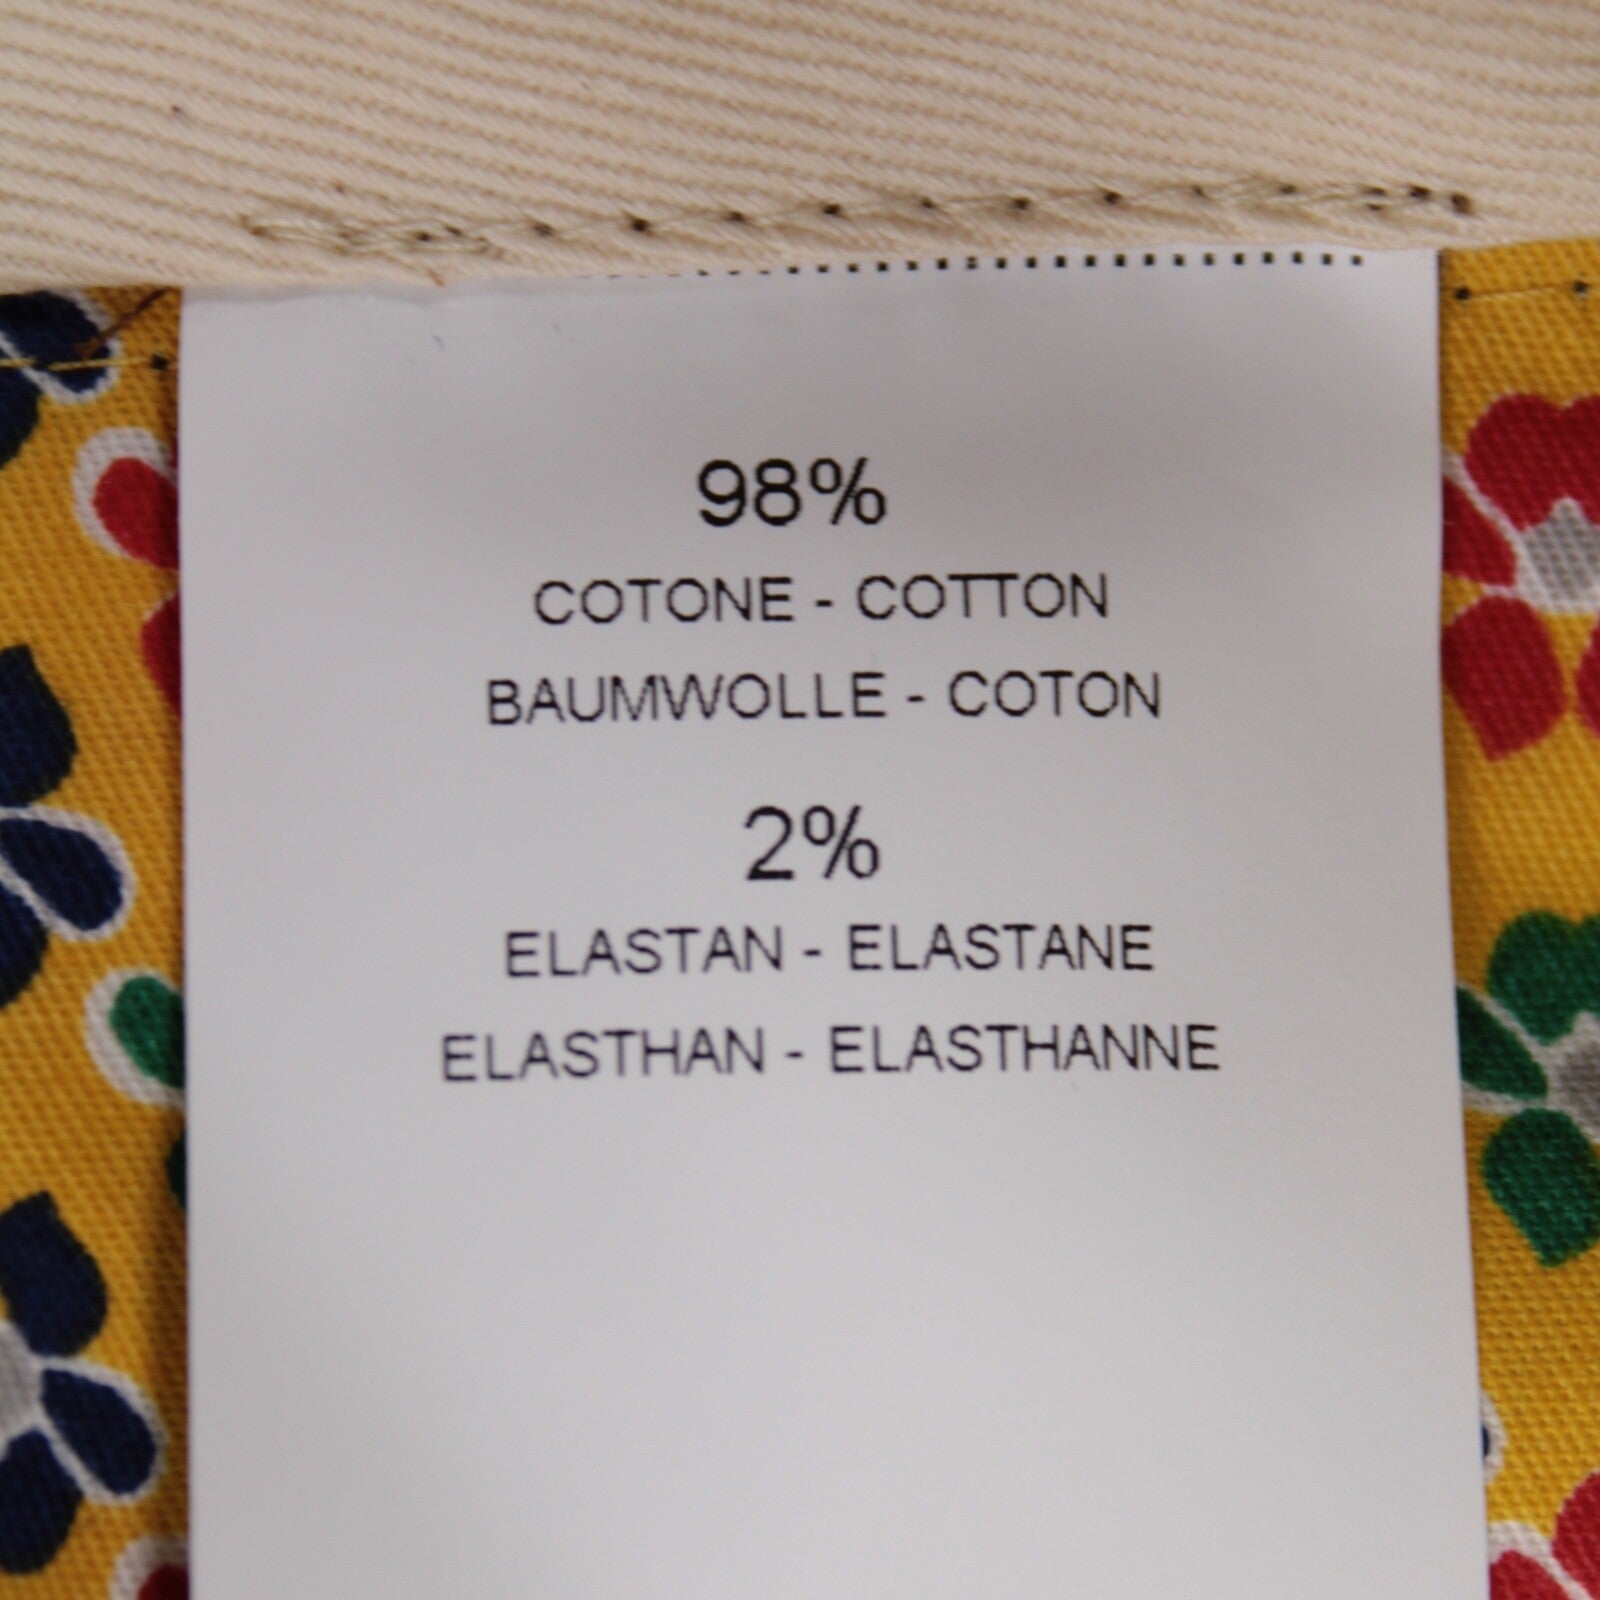 98%
COTONE - COTTON
BAUMWOLLE - COTON
2%
ELASTAN - ELASTANE
ELASTHAN - ELASTHANNE